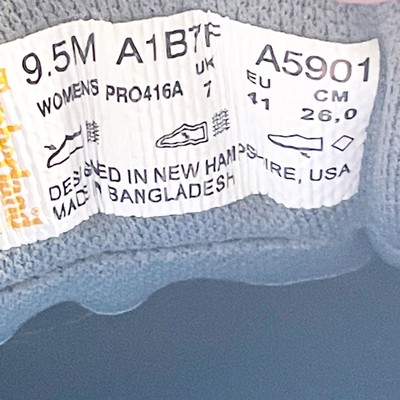 Timberland®
9.5M A1B7F A5901
WOMENS PRO416A UK EU CM
7 41 26,0
DESIGNED IN NEW HAMPSHIRE, USA
MADE IN BANGLADESH